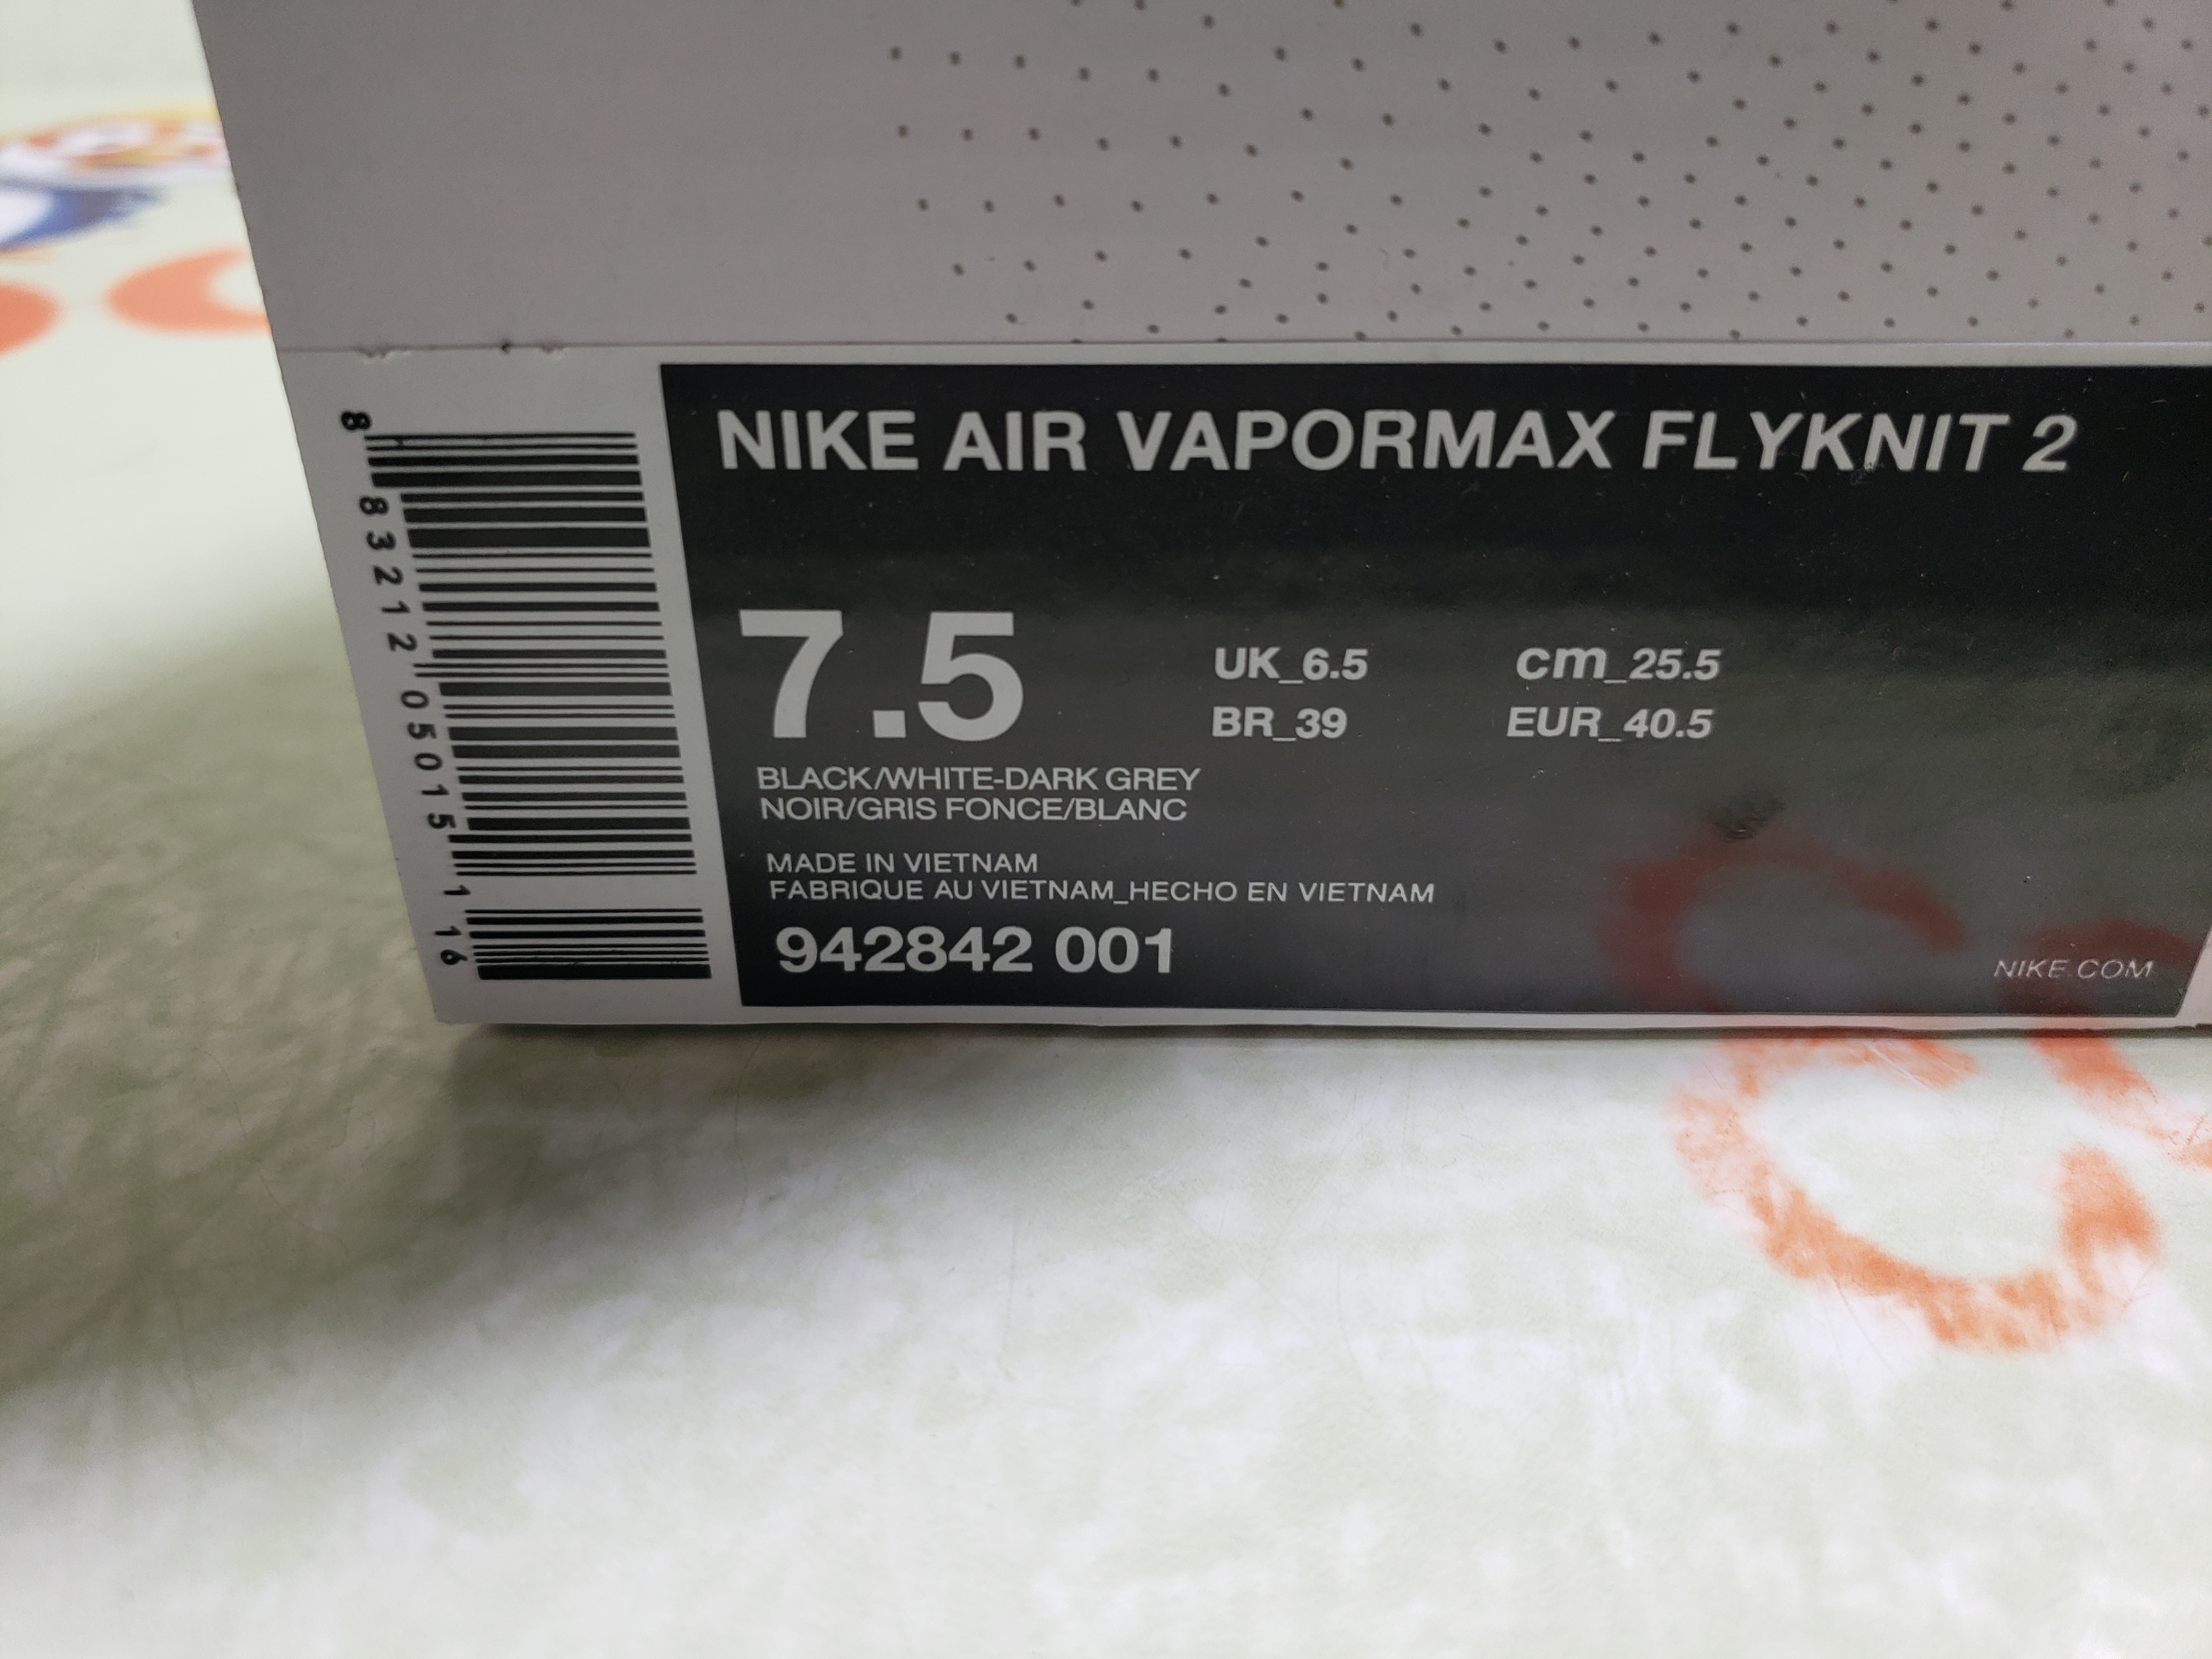 NIKE AIR VAPORMAX FLYKNIT 2
7.5
UK_6.5
cm_25.5
BR_39
EUR_40.5
BLACK/WHITE-DARK GREY
NOIR/GRIS FONCE/BLANC
MADE IN VIETNAM
FABRIQUE AU VIETNAM_HECHO EN VIETNAM
942842 001
NIKE.COM
8 83212 05015 1 16